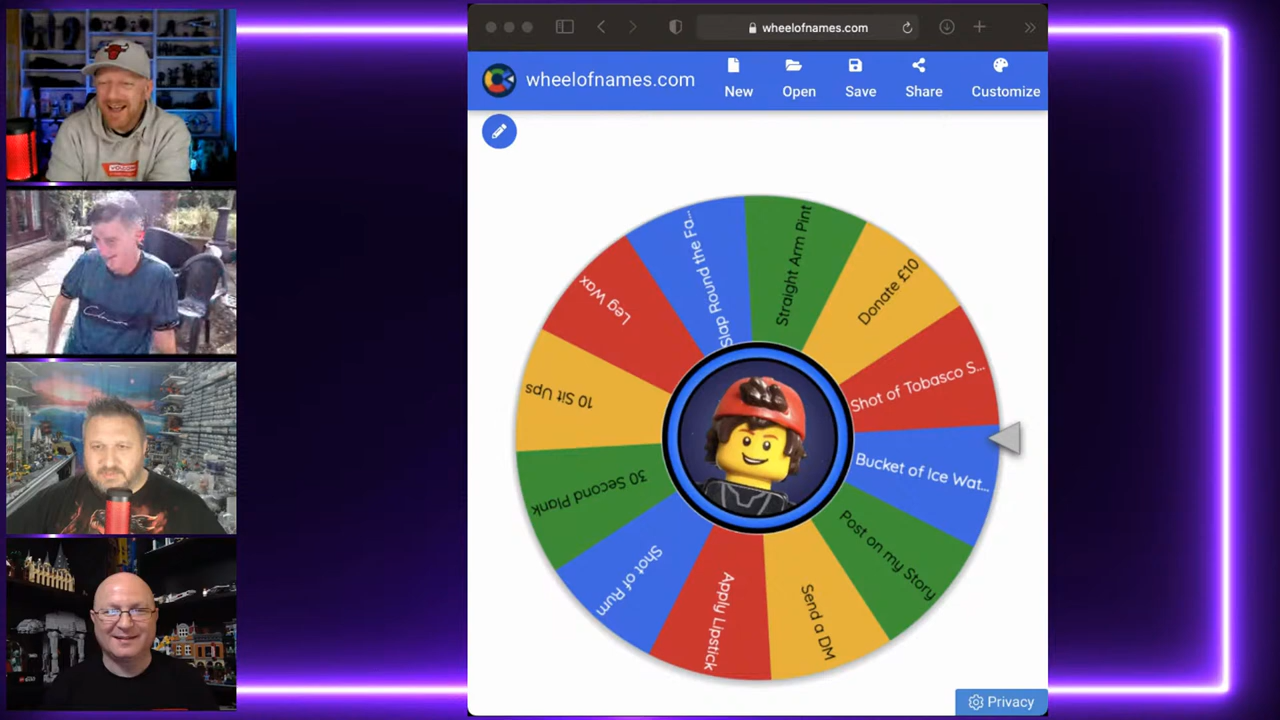 wheelofnames.com
wheelofnames.com
New
Open
Save
Share
Customize
Slap Round the Fa...
Straight Arm Pint
Donate £10
Shot of Tobasco S...
Bucket of Ice Wat...
Post on my Story
Send a DM
Apply Lipstick
Shot of Rum
30 Second Plank
10 Sit Ups
Leg Wax
Privacy